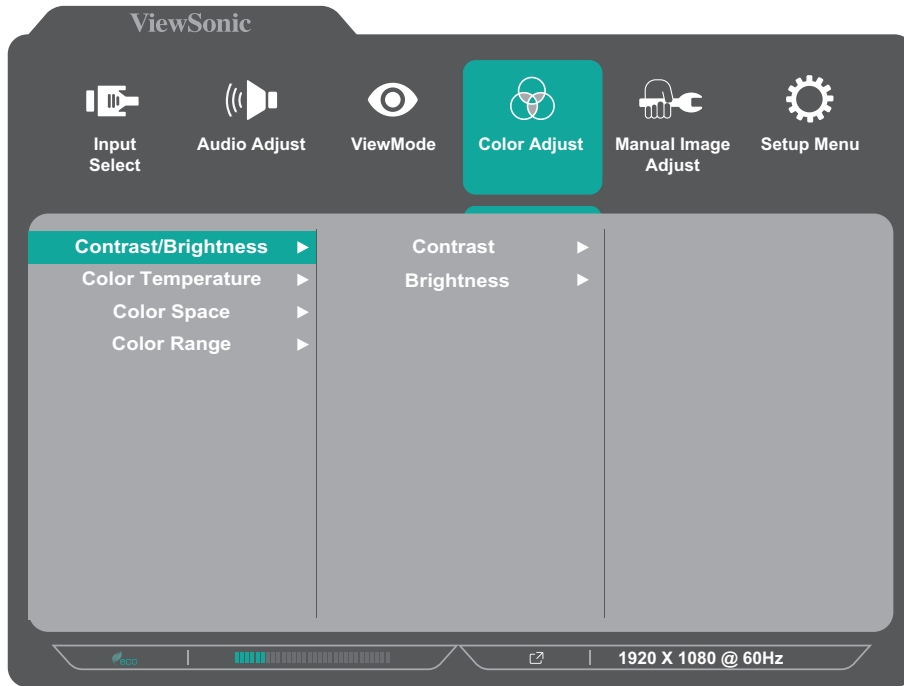 ViewSonic
Input
Select
Audio Adjust
ViewMode
Color Adjust
Manual Image
Adjust
Setup Menu
Contrast/Brightness
Color Temperature
Color Space
Color Range
Contrast
Brightness
eco
1920 X 1080 @ 60Hz